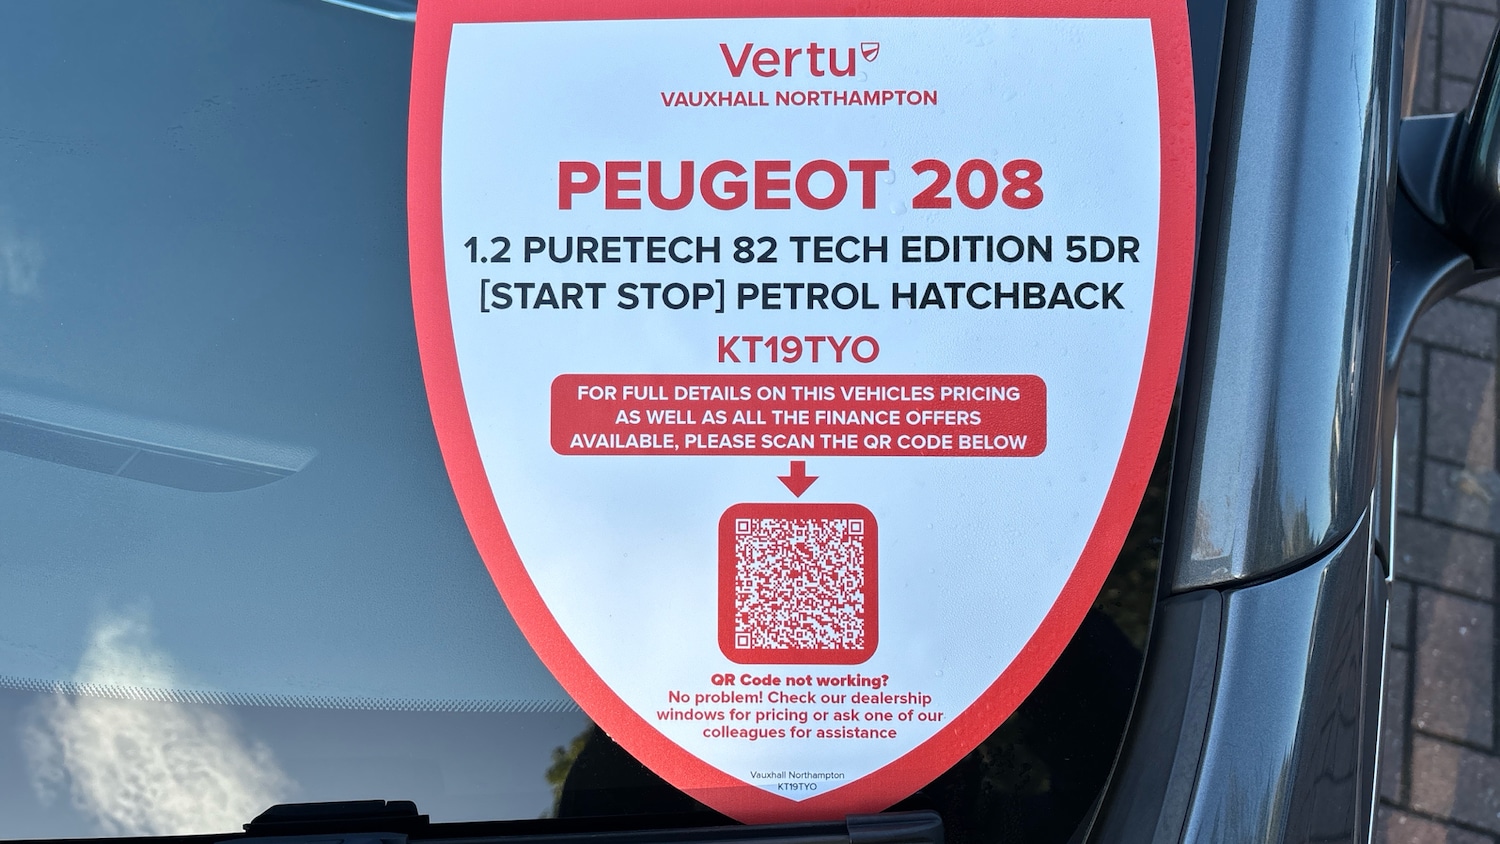 Vertu
VAUXHALL NORTHAMPTON
PEUGEOT 208
1.2 PURETECH 82 TECH EDITION 5DR
[START STOP] PETROL HATCHBACK
KT19TYO
FOR FULL DETAILS ON THIS VEHICLES PRICING
AS WELL AS ALL THE FINANCE OFFERS
AVAILABLE, PLEASE SCAN THE QR CODE BELOW
QR Code not working?
No problem! Check our dealership
windows for pricing or ask one of our
colleagues for assistance
Vauxhall Northampton
KT19TYO